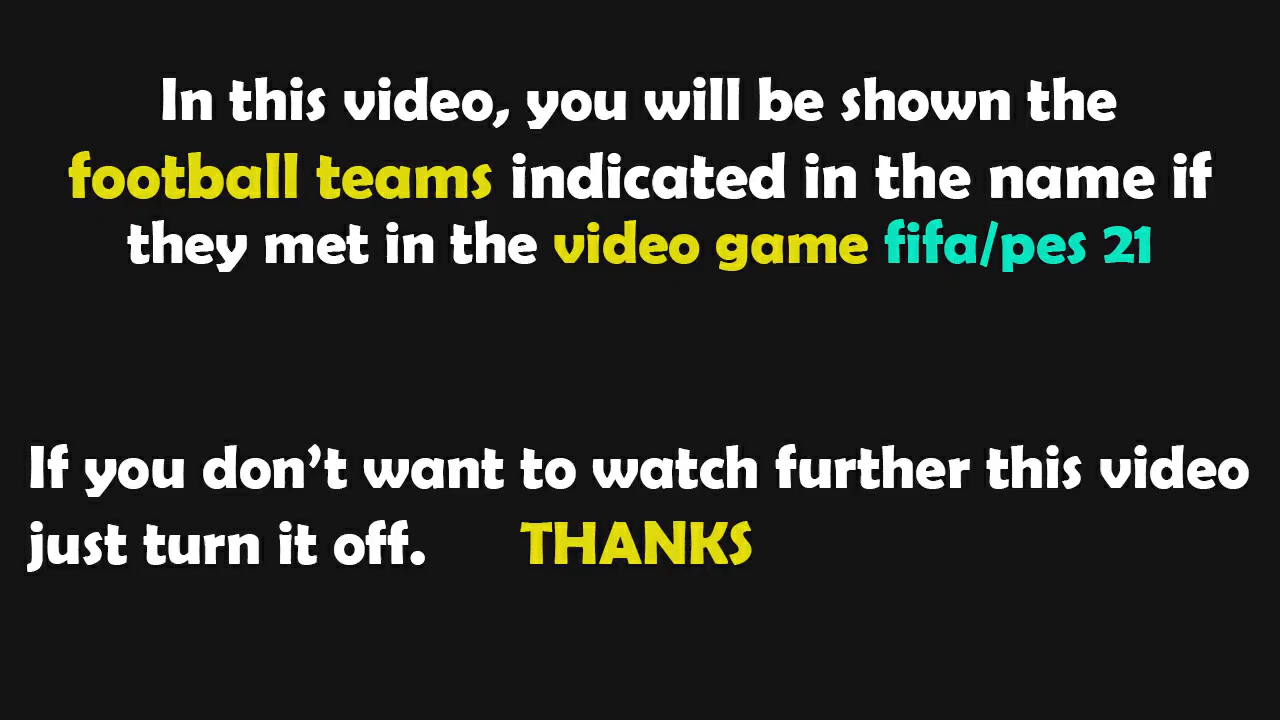 In this video, you will be shown the
football teams indicated in the name if
they met in the video game fifa/pes 21
If you don't want to watch further this video
just turn it off. THANKS